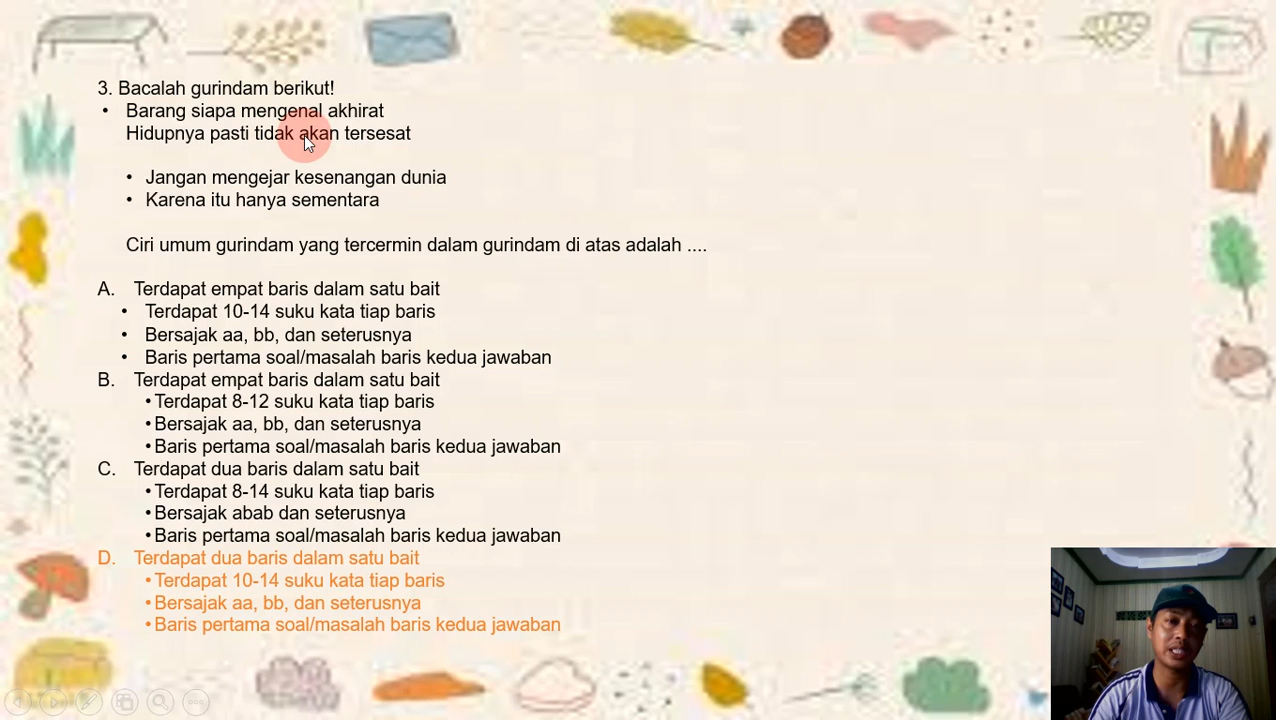 3. Bacalah gurindam berikut!
• Barang siapa mengenal akhirat
Hidupnya pasti tidak akan tersesat
• Jangan mengejar kesenangan dunia
• Karena itu hanya sementara
Ciri umum gurindam yang tercermin dalam gurindam di atas adalah ....
A. Terdapat empat baris dalam satu bait
• Terdapat 10-14 suku kata tiap baris
• Bersajak aa, bb, dan seterusnya
• Baris pertama soal/masalah baris kedua jawaban
B. Terdapat empat baris dalam satu bait
• Terdapat 8-12 suku kata tiap baris
• Bersajak aa, bb, dan seterusnya
• Baris pertama soal/masalah baris kedua jawaban
C. Terdapat dua baris dalam satu bait
• Terdapat 8-14 suku kata tiap baris
• Bersajak abab dan seterusnya
• Baris pertama soal/masalah baris kedua jawaban
D. Terdapat dua baris dalam satu bait
• Terdapat 10-14 suku kata tiap baris
• Bersajak aa, bb, dan seterusnya
• Baris pertama soal/masalah baris kedua jawaban